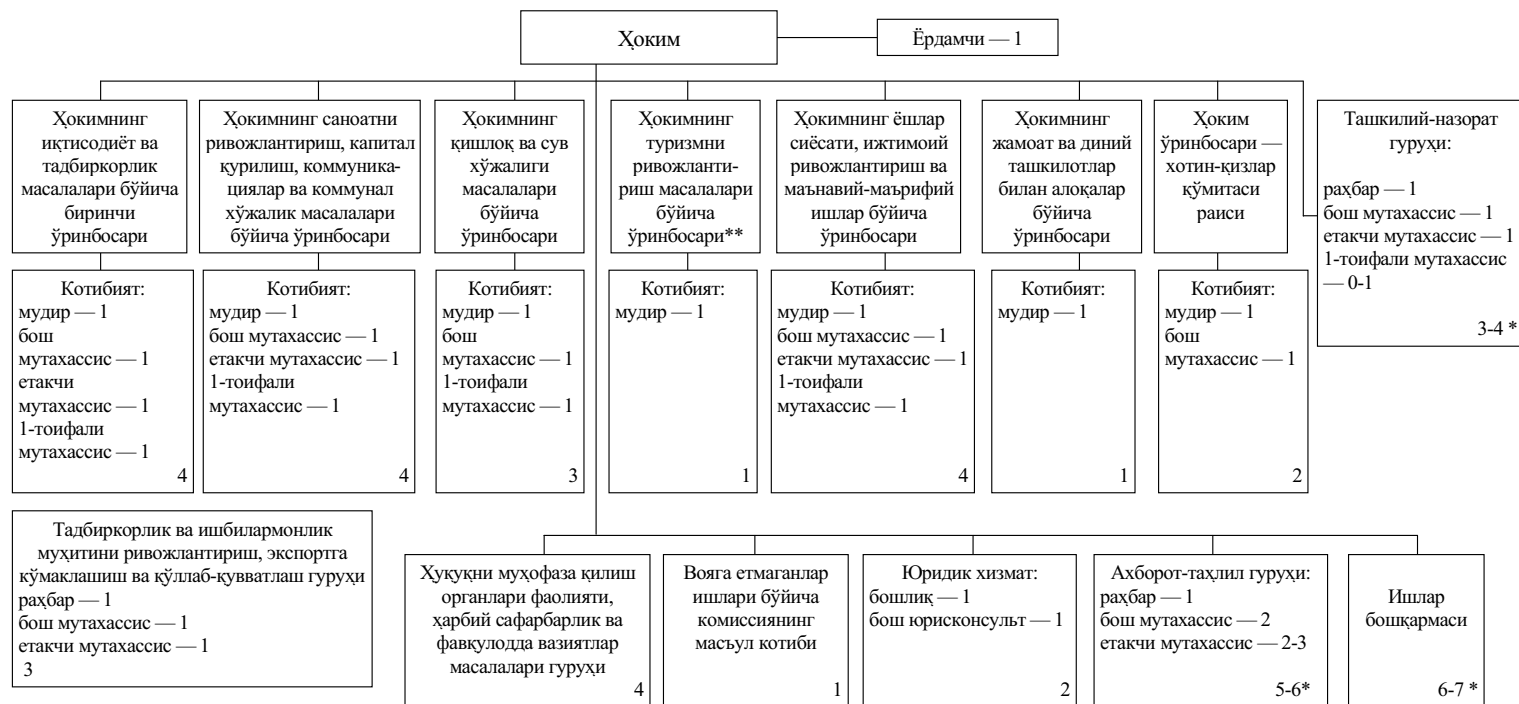 Ҳоким
Ёрдамчи — 1
Ҳокимнинг
иқтисодиёт ва
тадбиркорлик
масалалари бўйича
биринчи
ўринбосари
Ҳокимнинг саноатни
ривожлантириш, капитал
қурилиш, коммуника-
циялар ва коммунал
хўжалик масалалари
бўйича ўринбосари
Ҳокимнинг
қишлоқ ва сув
хўжалиги
масалалари
бўйича
ўринбосари
Ҳокимнинг
туризмни
ривожланти-
риш масалалари
бўйича
ўринбосари**
Ҳокимнинг ёшлар
сиёсати, ижтимоий
ривожлантириш ва
маънавий-маърифий
ишлар бўйича
ўринбосари
Ҳокимнинг
жамоат ва диний
ташкилотлар
билан алоқалар
бўйича
ўринбосари
Ҳоким
ўринбосари —
хотин-қизлар
қўмитаси
раиси
Ташкилий-назорат
гуруҳи:
раҳбар — 1
бош мутахассис — 1
етакчи мутахассис — 1
1-тоифали мутахассис
— 0-1
3-4 *
Котибият:
мудир — 1
бош
мутахассис — 1
етакчи
мутахассис — 1
1-тоифали
мутахассис — 1
4
Котибият:
мудир — 1
бош мутахассис — 1
етакчи мутахассис — 1
1-тоифали
мутахассис — 1
4
Котибият:
мудир — 1
бош
мутахассис — 1
1-тоифали
мутахассис — 1
3
Котибият:
мудир — 1
1
Котибият:
мудир — 1
бош мутахассис — 1
етакчи мутахассис — 1
1-тоифали
мутахассис — 1
4
Котибият:
мудир — 1
1
Котибият:
мудир — 1
бош
мутахассис — 1
2
Тадбиркорлик ва ишбилармонлик
муҳитини ривожлантириш, экспортга
кўмаклашиш ва қўллаб-қувватлаш гуруҳи
раҳбар — 1
бош мутахассис — 1
етакчи мутахассис — 1
3
Ҳуқуқни муҳофаза қилиш
органлари фаолияти,
ҳарбий сафарбарлик ва
фавқулодда вазиятлар
масалалари гуруҳи
4
Вояга етмаганлар
ишлари бўйича
комиссиянинг
масъул котиби
1
Юридик хизмат:
бошлиқ — 1
бош юрисконсульт — 1
2
Ахборот-таҳлил гуруҳи:
раҳбар — 1
бош мутахассис — 2
етакчи мутахассис — 2-3
5-6*
Ишлар
бошқармаси
6-7 *